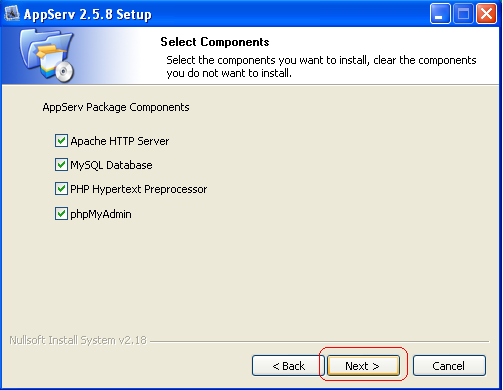 AppServ 2.5.8 Setup
Select Components
Select the components you want to install, clear the components
you do not want to install.
AppServ Package Components
Apache HTTP Server
MySQL Database
PHP Hypertext Preprocessor
phpMyAdmin
Nullsoft Install System v2.18
< Back Next > Cancel